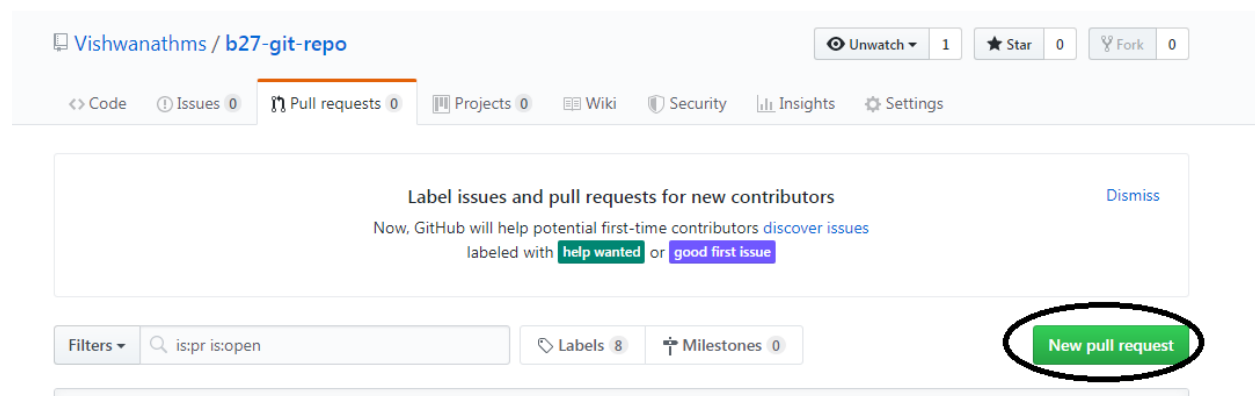 Vishwanathms / b27-git-repo
Unwatch 1 Star 0 Fork 0
Code Issues 0 Pull requests 0 Projects 0 Wiki Security Insights Settings
Label issues and pull requests for new contributors Dismiss
Now, GitHub will help potential first-time contributors discover issues
labeled with help wanted or good first issue
Filters is:pr is:open Labels 8 Milestones 0 New pull request